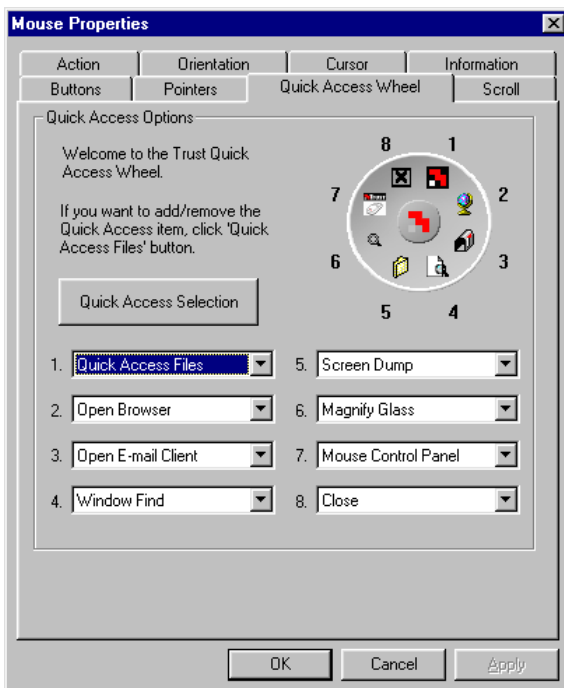 Mouse Properties
Action Orientation Cursor Information
Buttons Pointers Quick Access Wheel Scroll
Quick Access Options
Welcome to the Trust Quick
Access Wheel.
If you want to add/remove the
Quick Access item, click 'Quick
Access Files' button.
Quick Access Selection
8 1
7 2
6 3
5 4
1. Quick Access Files 5. Screen Dump
2. Open Browser 6. Magnify Glass
3. Open E-mail Client 7. Mouse Control Panel
4. Window Find 8. Close
OK Cancel Apply